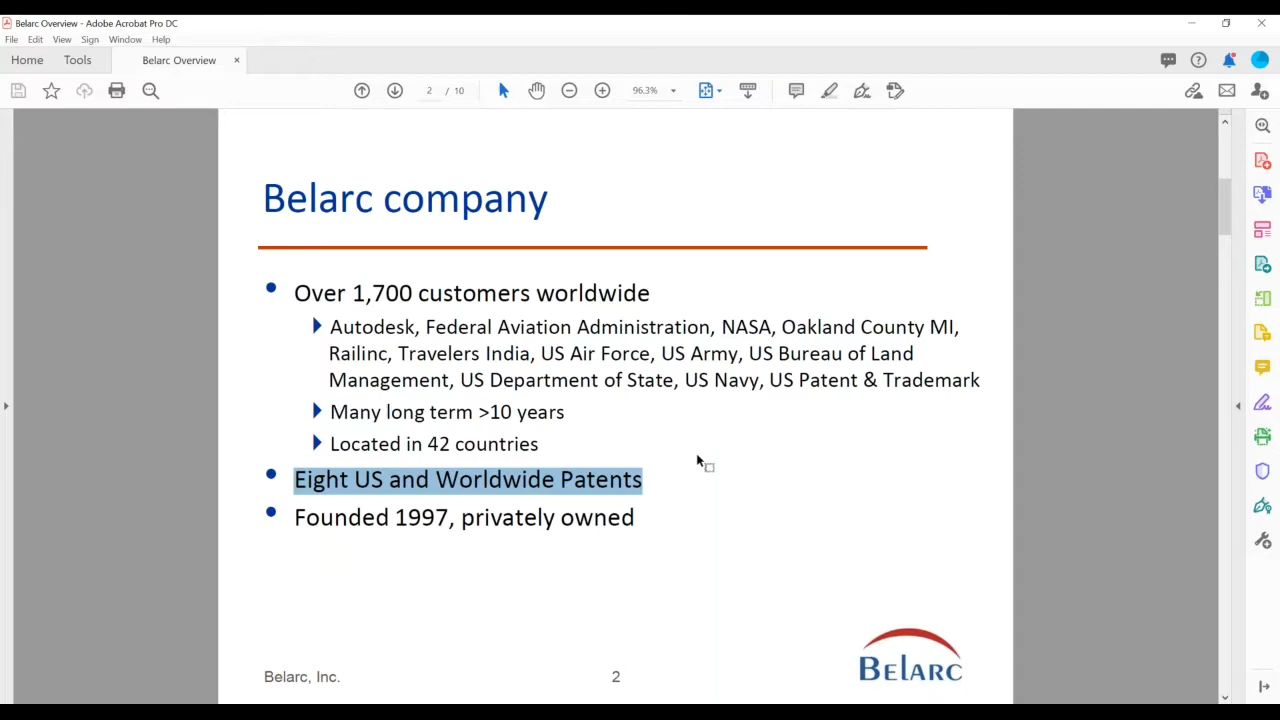 Belarc Overview - Adobe Acrobat Pro DC
File Edit View Sign Window Help
Home Tools Belarc Overview ×
2 / 10 96.3%
Belarc company
• Over 1,700 customers worldwide
Autodesk, Federal Aviation Administration, NASA, Oakland County MI,
Railinc, Travelers India, US Air Force, US Army, US Bureau of Land
Management, US Department of State, US Navy, US Patent & Trademark
Many long term >10 years
Located in 42 countries
• Eight US and Worldwide Patents
• Founded 1997, privately owned
Belarc, Inc. 2
BELARC